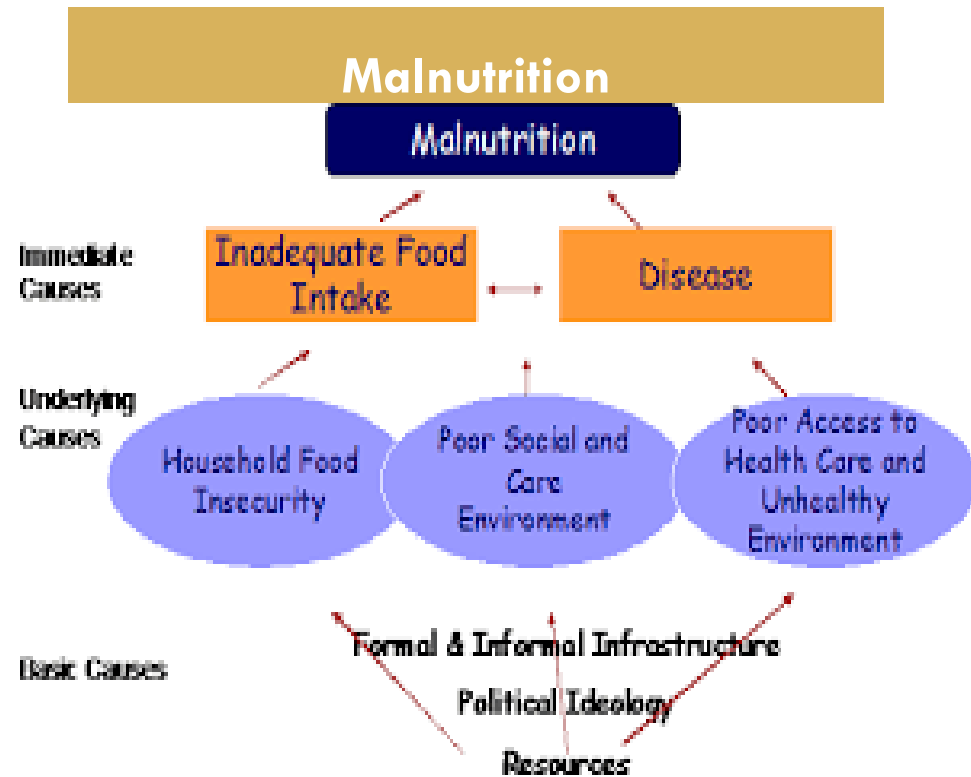 Malnutrition
Malnutrition
Immediate
Causes
Inadequate Food
Intake
Disease
Underlying
Causes
Household Food
Insecurity
Poor Social and
Care
Environment
Poor Access to
Health Care and
Unhealthy
Environment
Basic Causes
Formal & Informal Infrastructure
Political Ideology
Resources